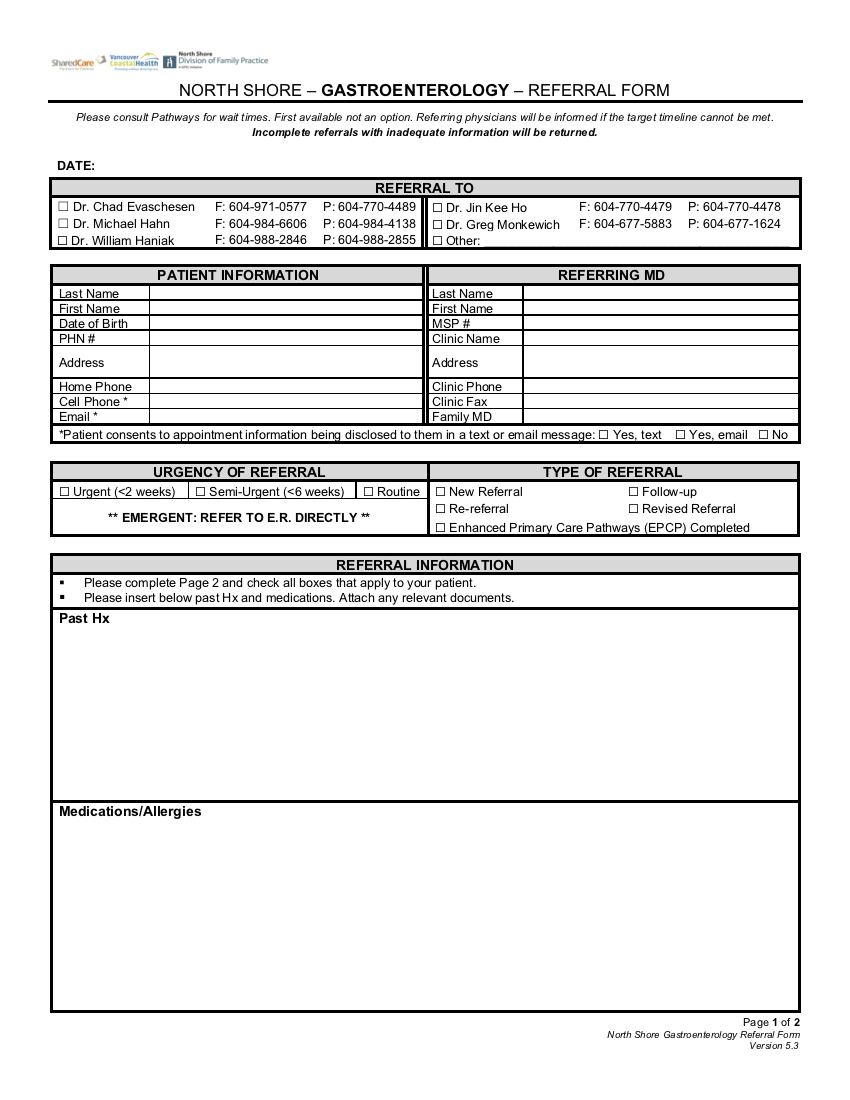 SharedCare
Vancouver
CoastalHealth
North Shore
Division of Family Practice
NORTH SHORE – GASTROENTEROLOGY – REFERRAL FORM
Please consult Pathways for wait times. First available not an option. Referring physicians will be informed if the target timeline cannot be met.
Incomplete referrals with inadequate information will be returned.
DATE:
REFERRAL TO
☐ Dr. Chad Evaschesen F: 604-971-0577 P: 604-770-4489 ☐ Dr. Jin Kee Ho F: 604-770-4479 P: 604-770-4478
☐ Dr. Michael Hahn F: 604-984-6606 P: 604-984-4138 ☐ Dr. Greg Monkewich F: 604-677-5883 P: 604-677-1624
☐ Dr. William Haniak F: 604-988-2846 P: 604-988-2855 ☐ Other:
PATIENT INFORMATION REFERRING MD
Last Name Last Name
First Name First Name
Date of Birth MSP #
PHN # Clinic Name
Address Address
Home Phone Clinic Phone
Cell Phone * Clinic Fax
Email * Family MD
*Patient consents to appointment information being disclosed to them in a text or email message: ☐ Yes, text ☐ Yes, email ☐ No
URGENCY OF REFERRAL TYPE OF REFERRAL
☐ Urgent (<2 weeks) ☐ Semi-Urgent (<6 weeks) ☐ Routine ☐ New Referral ☐ Follow-up
☐ Re-referral ☐ Revised Referral
** EMERGENT: REFER TO E.R. DIRECTLY **
☐ Enhanced Primary Care Pathways (EPCP) Completed
REFERRAL INFORMATION
▪ Please complete Page 2 and check all boxes that apply to your patient.
▪ Please insert below past Hx and medications. Attach any relevant documents.
Past Hx
Medications/Allergies
Page 1 of 2
North Shore Gastroenterology Referral Form
Version 5.3